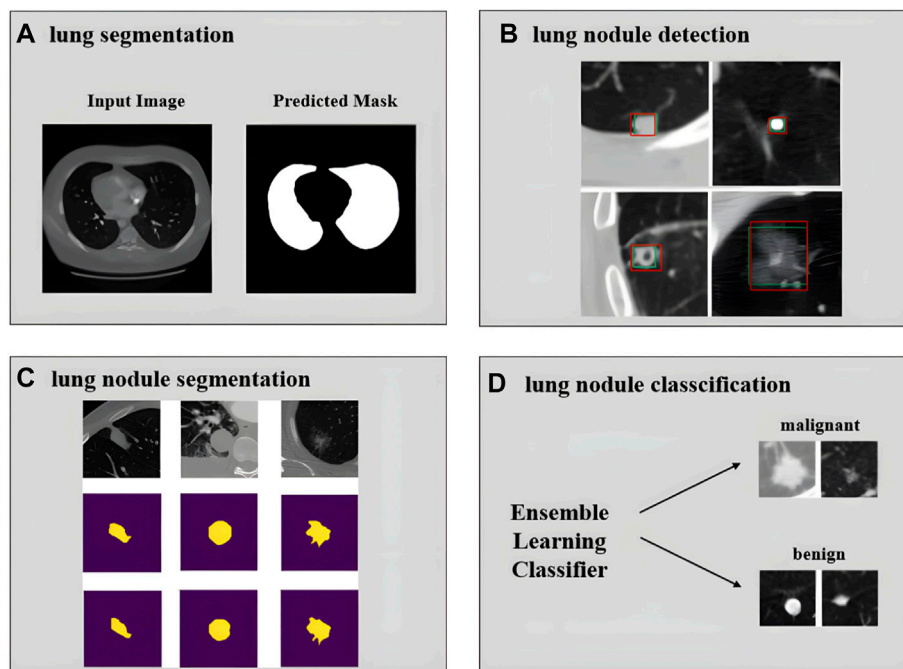 A lung segmentation
Input Image
Predicted Mask
B lung nodule detection
C lung nodule segmentation
D lung nodule classcification
malignant
Ensemble
Learning
Classifier
benign